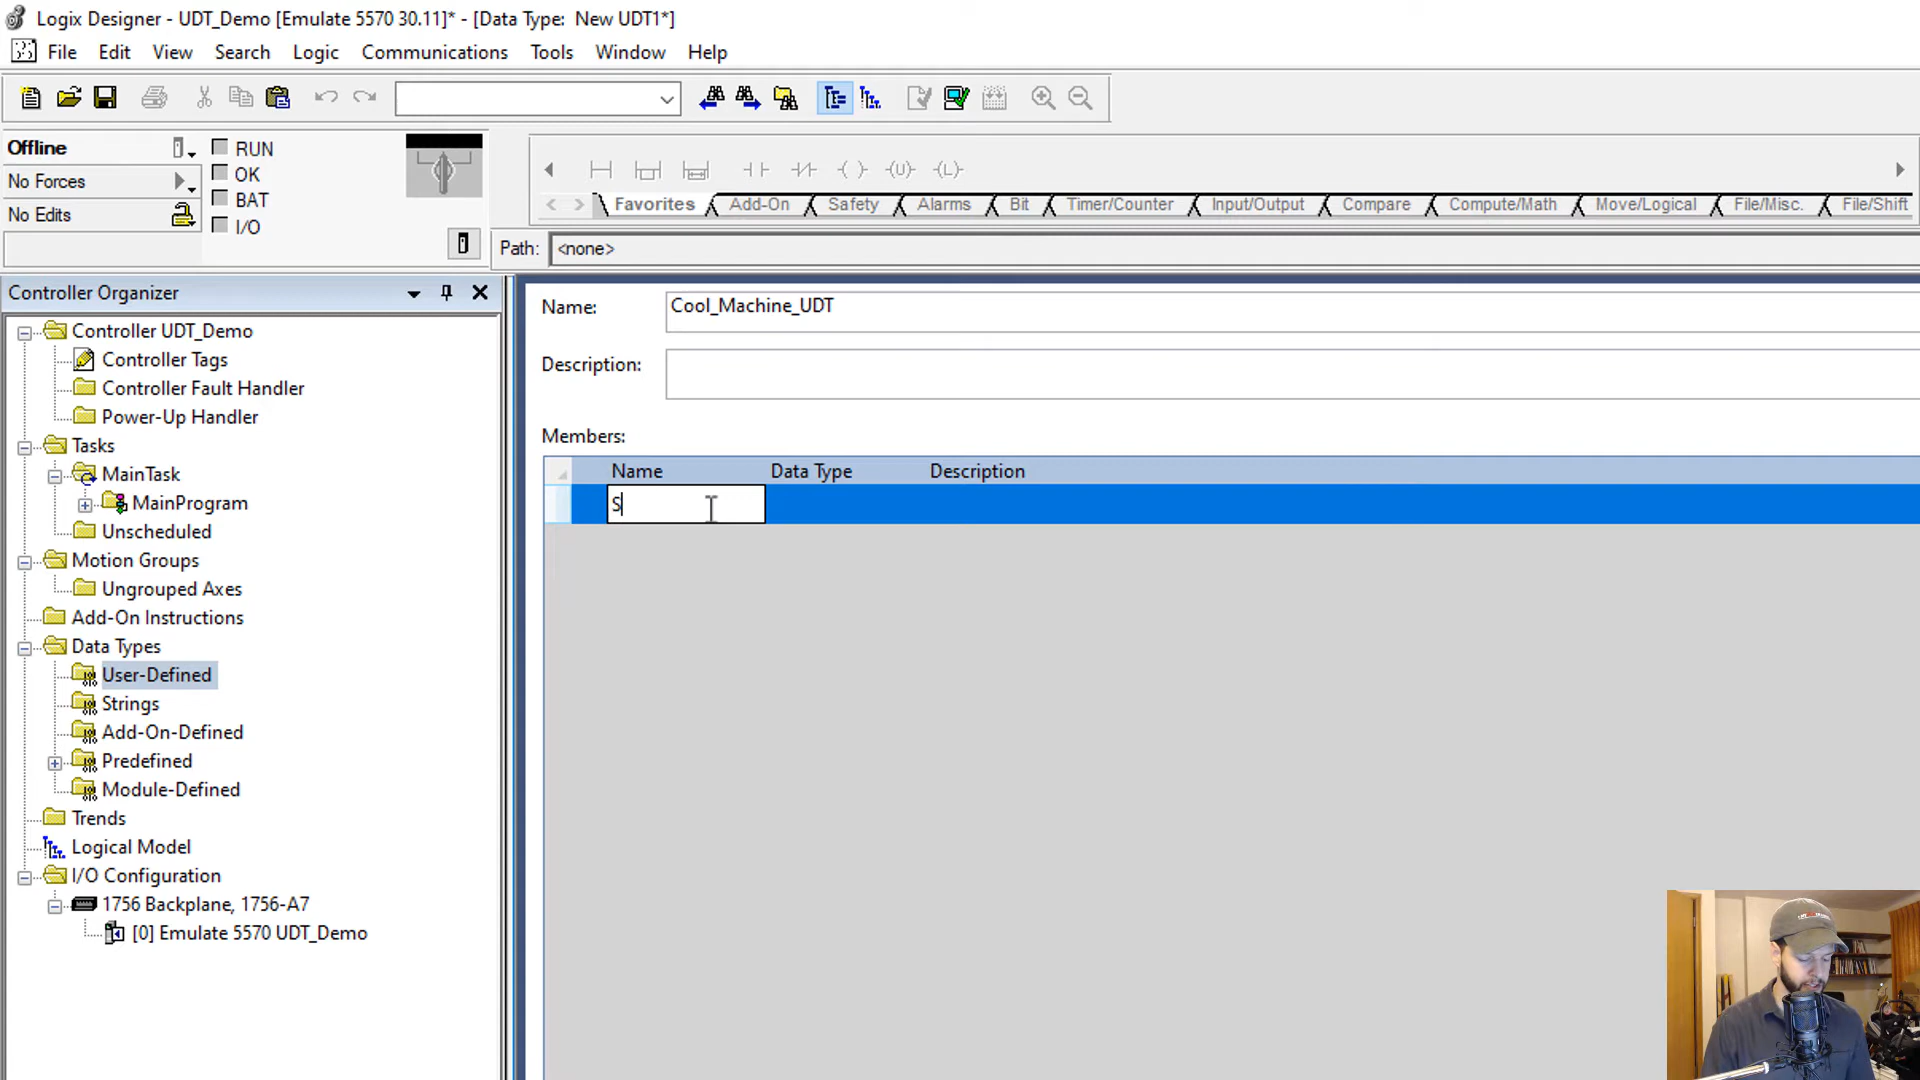 Logix Designer - UDT_Demo [Emulate 5570 30.11]* - [Data Type: New UDT1*]
File Edit View Search Logic Communications Tools Window Help
Offline RUN
OK
No Forces
BAT
No Edits
I/O
Favorites Add-On Safety Alarms Bit Timer/Counter Input/Output Compare Compute/Math Move/Logical File/Misc. File/Shift
Path: <none>
Controller Organizer
Controller UDT_Demo
Controller Tags
Controller Fault Handler
Power-Up Handler
Tasks
MainTask
MainProgram
Unscheduled
Motion Groups
Ungrouped Axes
Add-On Instructions
Data Types
User-Defined
Strings
Add-On-Defined
Predefined
Module-Defined
Trends
Logical Model
I/O Configuration
1756 Backplane, 1756-A7
[0] Emulate 5570 UDT_Demo
Name: Cool_Machine_UDT
Description:
Members:
Name Data Type Description
S